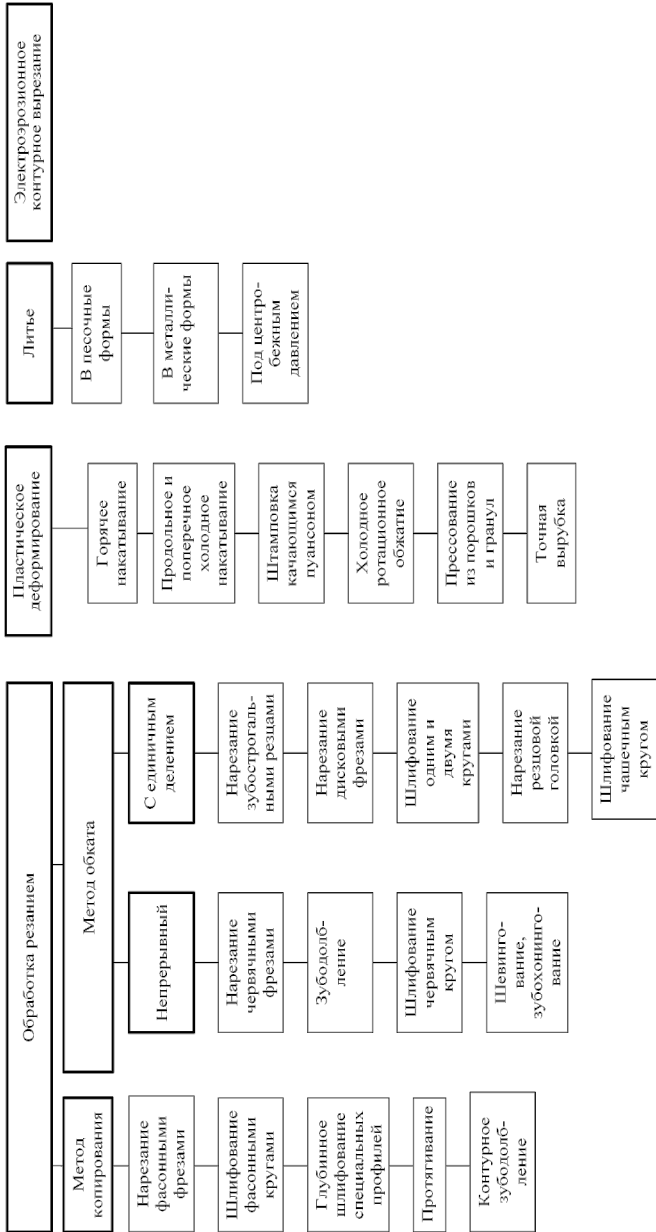 Обработка резанием
Метод
копирования
Нарезание
фасонными
фрезами
Шлифование
фасонными
кругами
Глубинное
шлифование
специальных
профилей
Протягивание
Контурное
зубодолб-
ление
Метод обката
Непрерывный
Нарезание
червячными
фрезами
Зубодолб-
ление
Шлифование
червячным
кругом
Шевинго-
вание,
зубохонинго-
вание
С единичным
делением
Нарезание
зубострогаль-
ными резцами
Нарезание
дисковыми
фрезами
Шлифование
одним и
двумя
кругами
Нарезание
резцовой
головкой
Шлифование
чашечным
кругом
Пластическое
деформирование
Горячее
накатывание
Продольное и
поперечное
холодное
накатывание
Штамповка
качающимся
пуансоном
Холодное
ротационное
обжатие
Прессование
из порошков
и гранул
Точная
вырубка
Литье
В песочные
формы
В металли-
ческие формы
Под центро-
бежным
давлением
Электроэрозионное
контурное вырезание